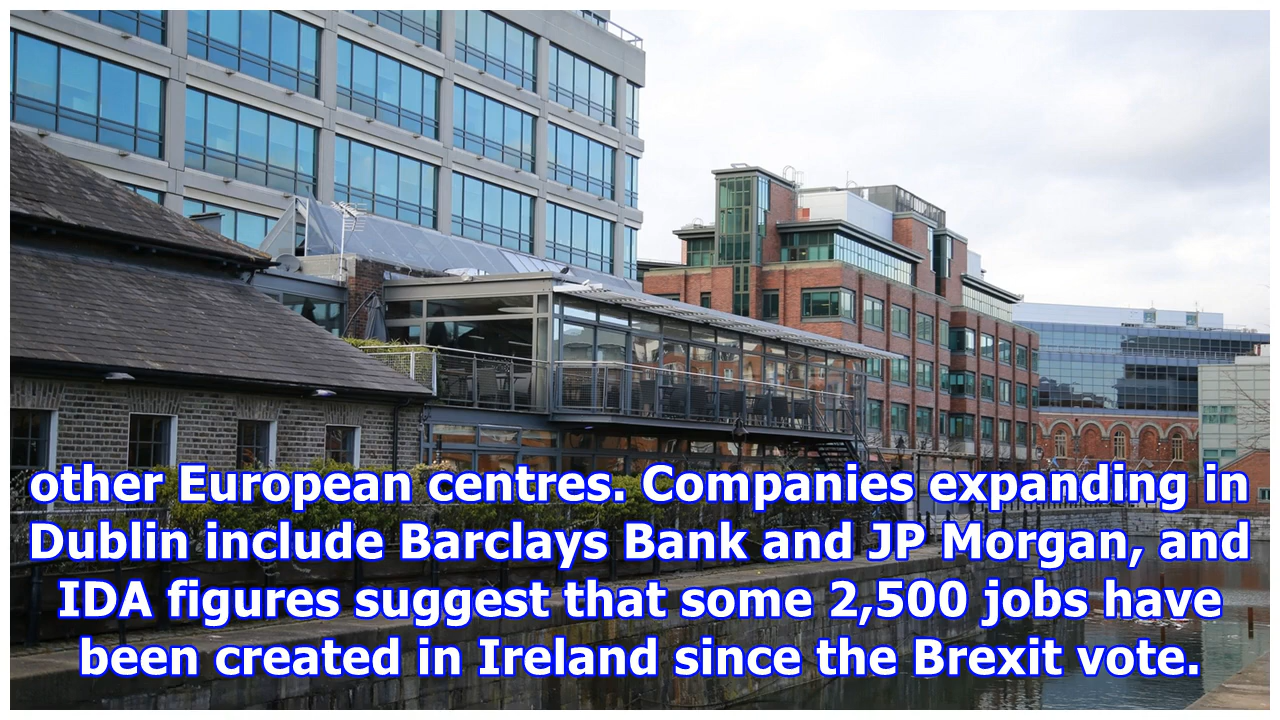 other European centres. Companies expanding in
Dublin include Barclays Bank and JP Morgan, and
IDA figures suggest that some 2,500 jobs have
been created in Ireland since the Brexit vote.